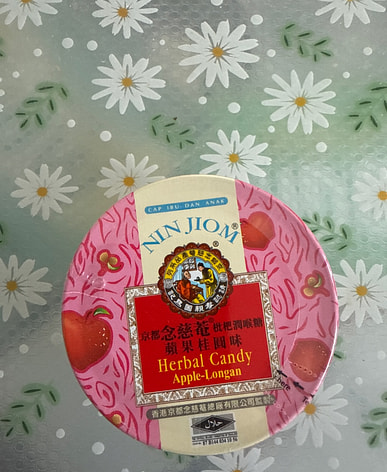 CAP IBU DAN ANAK
NIN JIOM®
京都念慈菴®枇杷潤喉糖
蘋果桂圓味
Herbal Candy
Apple-Longan
香港京都念慈菴總廠有限公司監製
حلال